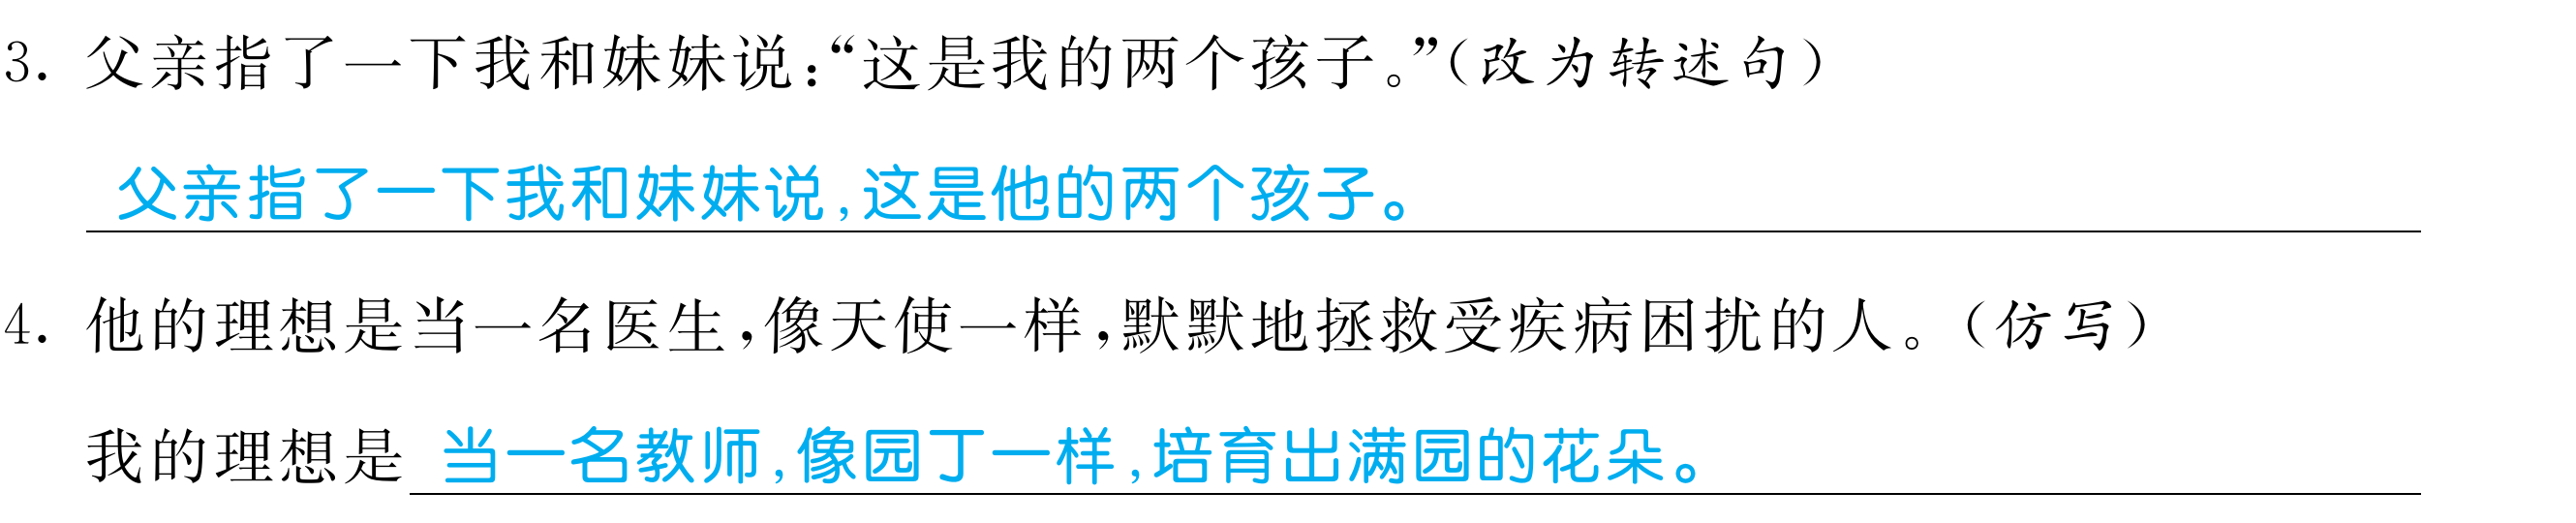 3. 父亲指了一下我和妹妹说：“这是我的两个孩子。”（改为转述句）
父亲指了一下我和妹妹说，这是他的两个孩子。
4. 他的理想是当一名医生，像天使一样，默默地拯救受疾病困扰的人。（仿写）
我的理想是 当一名教师，像园丁一样，培育出满园的花朵。